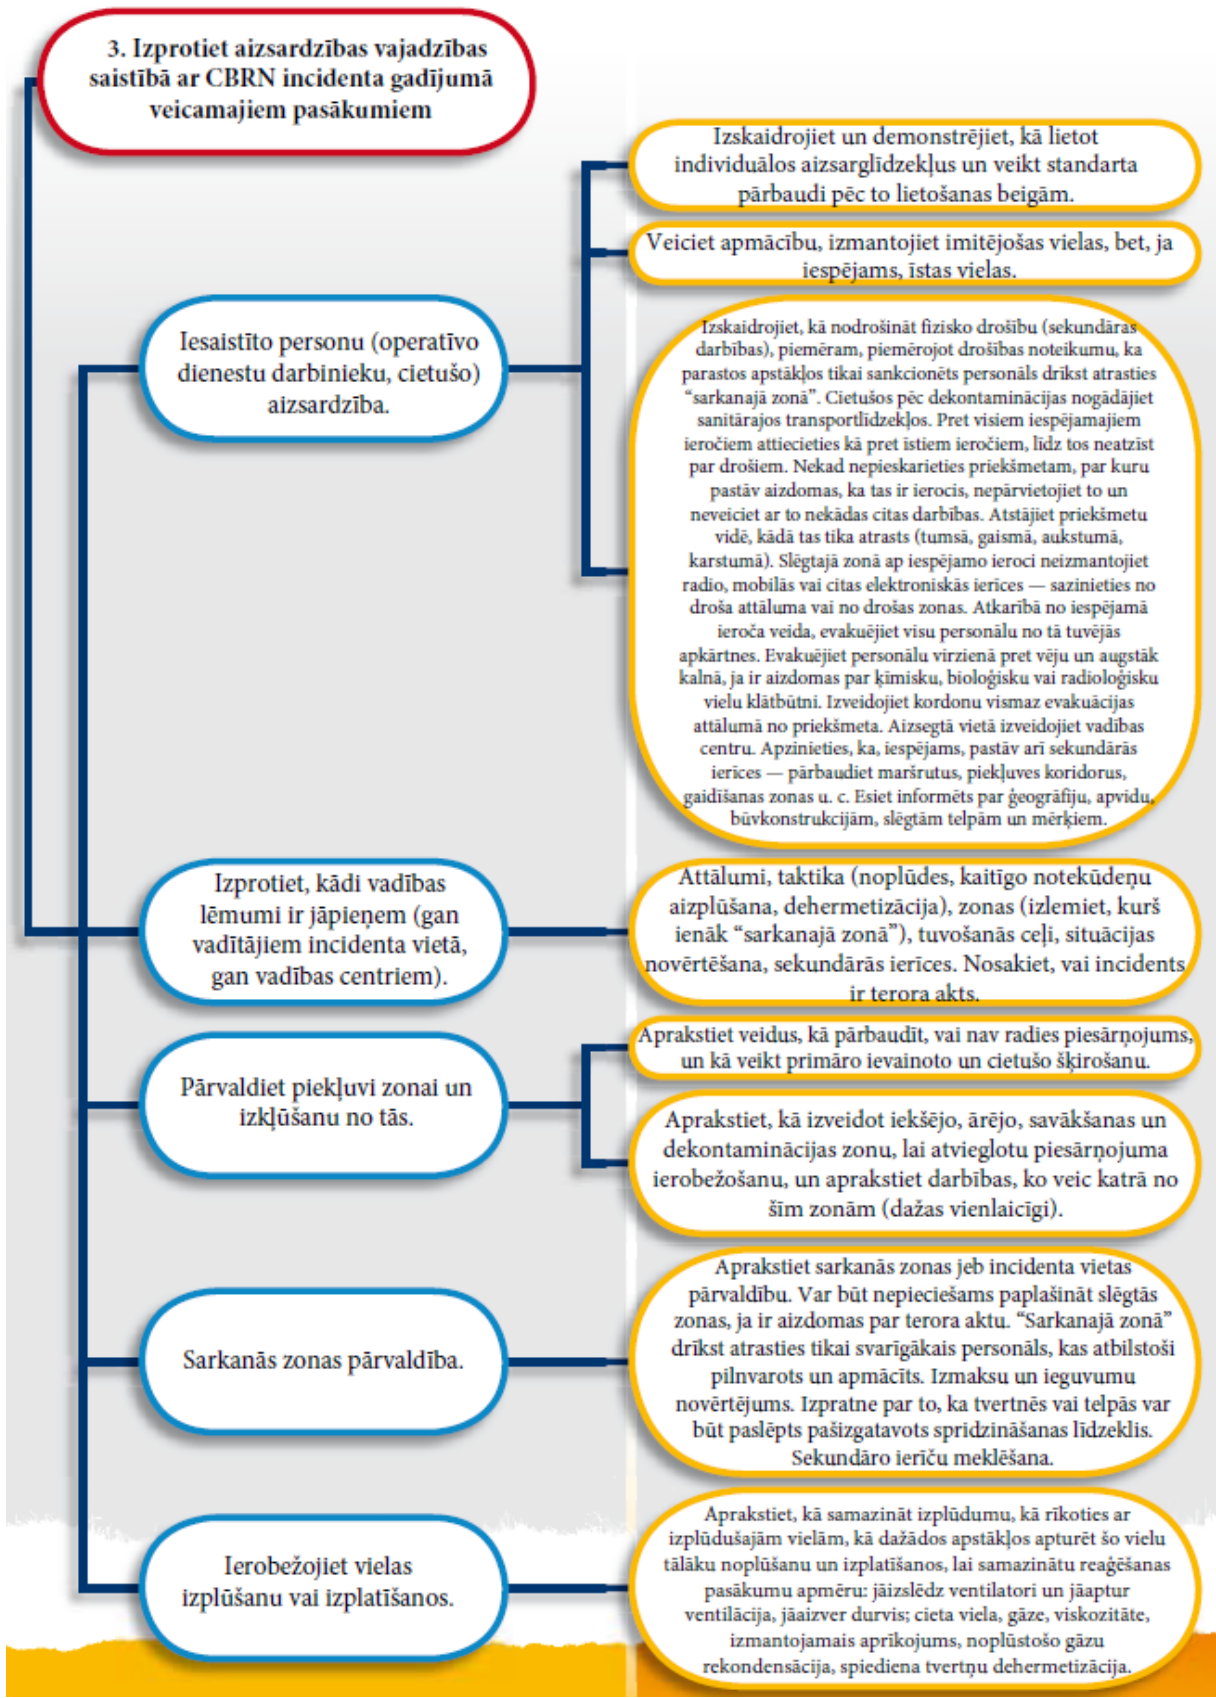 3. Izprotiet aizsardzības vajadzības
saistībā ar CBRN incidenta gadījumā
veicamajiem pasākumiem
Izskaidrojiet un demonstrējiet, kā lietot
individuālos aizsarglīdzekļus un veikt standarta
pārbaudi pēc to lietošanas beigām.
Veiciet apmācību, izmantojiet imitējošas vielas, bet, ja
iespējams, īstas vielas.
Iesaistīto personu (operatīvo
dienestu darbinieku, cietušo)
aizsardzība.
Izskaidrojiet, kā nodrošināt fizisko drošību (sekundāras
darbības), piemēram, piemērojot drošības noteikumu, ka
parastos apstākļos tikai sankcionēts personāls drīkst atrasties
“sarkanajā zonā”. Cietušos pēc dekontaminācijas nogādājiet
sanitārajos transportlīdzekļos. Pret visiem iespējamajiem
ieročiem attiecieties kā pret īstiem ieročiem, līdz tos neatzīst
par drošiem. Nekad nepieskarieties priekšmetam, par kuru
pastāv aizdomas, ka tas ir ierocis, nepārvietojiet to un
neveiciet ar to nekādas citas darbības. Atstājiet priekšmetu
vidē, kādā tas tika atrasts (tumsā, gaismā, aukstumā,
karstumā). Slēgtajā zonā ap iespējamo ieroci neizmantojiet
radio, mobilās vai citas elektroniskās ierīces — sazinieties no
droša attāluma vai no drošas zonas. Atkarībā no iespējamā
ieroča veida, evakuējiet visu personālu no tā tuvējās
apkārtnes. Evakuējiet personālu virzienā pret vēju un augstāk
kalnā, ja ir aizdomas par ķīmisku, bioloģisku vai radioloģisku
vielu klātbūtni. Izveidojiet kordonu vismaz evakuācijas
attālumā no priekšmeta. Aizsegtā vietā izveidojiet vadības
centru. Apzinieties, ka, iespējams, pastāv arī sekundārās
ierīces — pārbaudiet maršrutus, piekļuves koridorus,
gaidīšanas zonas u. c. Esiet informēts par ģeogrāfiju, apvidu,
būvkonstrukcijām, slēgtām telpām un mērķiem.
Izprotiet, kādi vadības
lēmumi ir jāpieņem (gan
vadītājiem incidenta vietā,
gan vadības centriem).
Attālumi, taktika (noplūdes, kaitīgo notekūdeņu
aizplūšana, dehermetizācija), zonas (izlemiet, kurš
ienāk “sarkanajā zonā”), tuvošanās ceļi, situācijas
novērtēšana, sekundārās ierīces. Nosakiet, vai incidents
ir terora akts.
Pārvaldiet piekļuvi zonai un
izkļūšanu no tās.
Aprakstiet veidus, kā pārbaudīt, vai nav radies piesārņojums,
un kā veikt primāro ievainoto un cietušo šķirošanu.
Aprakstiet, kā izveidot iekšējo, ārējo, savākšanas un
dekontaminācijas zonu, lai atvieglotu piesārņojuma
ierobežošanu, un aprakstiet darbības, ko veic katrā no
šīm zonām (dažas vienlaicīgi).
Sarkanās zonas pārvaldība.
Aprakstiet sarkanās zonas jeb incidenta vietas
pārvaldību. Var būt nepieciešams paplašināt slēgtās
zonas, ja ir aizdomas par terora aktu. “Sarkanajā zonā”
drīkst atrasties tikai svarīgākais personāls, kas atbilstoši
pilnvarots un apmācīts. Izmaksu un ieguvumu
novērtējums. Izpratne par to, ka tvertnēs vai telpās var
būt paslēpts pašizgatavots spridzināšanas līdzeklis.
Sekundāro ierīču meklēšana.
Ierobežojiet vielas
izplūšanu vai izplatīšanos.
Aprakstiet, kā samazināt izplūdumu, kā rīkoties ar
izplūdušajām vielām, kā dažādos apstākļos apturēt šo vielu
tālāku noplūšanu un izplatīšanos, lai samazinātu reaģēšanas
pasākumu apmēru: jāizslēdz ventilatori un jāaptur
ventilācija, jāaizver durvis; cieta viela, gāze, viskozitāte,
izmantojamais aprīkojums, noplūstošo gāzu
rekondensācija, spiediena tvertņu dehermetizācija.